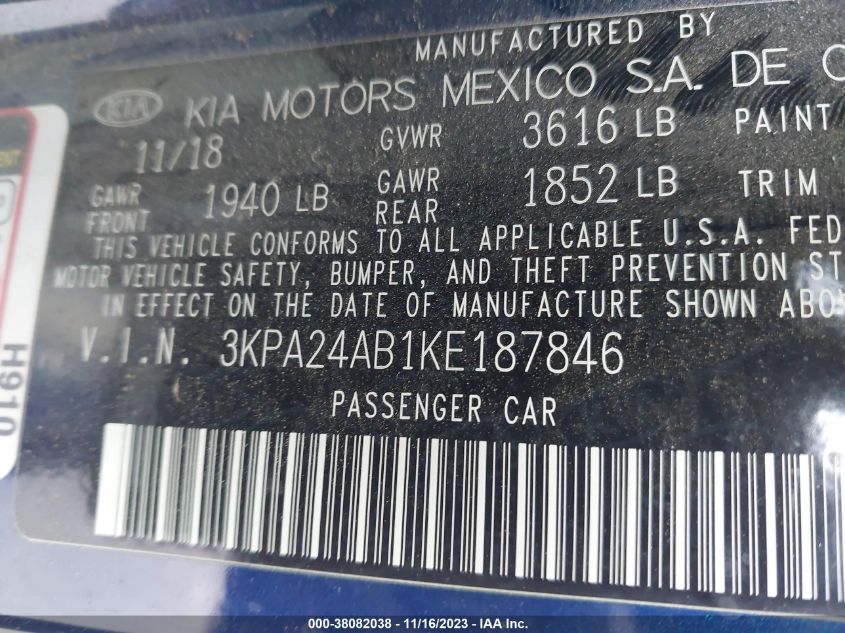 MANUFACTURED BY
KIA KIA MOTORS MEXICO S.A. DE C
11/18 GVWR 3616 LB PAINT
GAWR FRONT 1940 LB GAWR REAR 1852 LB TRIM
THIS VEHICLE CONFORMS TO ALL APPLICABLE U.S.A. FED
MOTOR VEHICLE SAFETY, BUMPER, AND THEFT PREVENTION ST
IN EFFECT ON THE DATE OF MANUFACTURE SHOWN ABO
V.I.N. 3KPA24AB1KE187846
PASSENGER CAR
H910
000-38082038 - 11/16/2023 - IAA Inc.